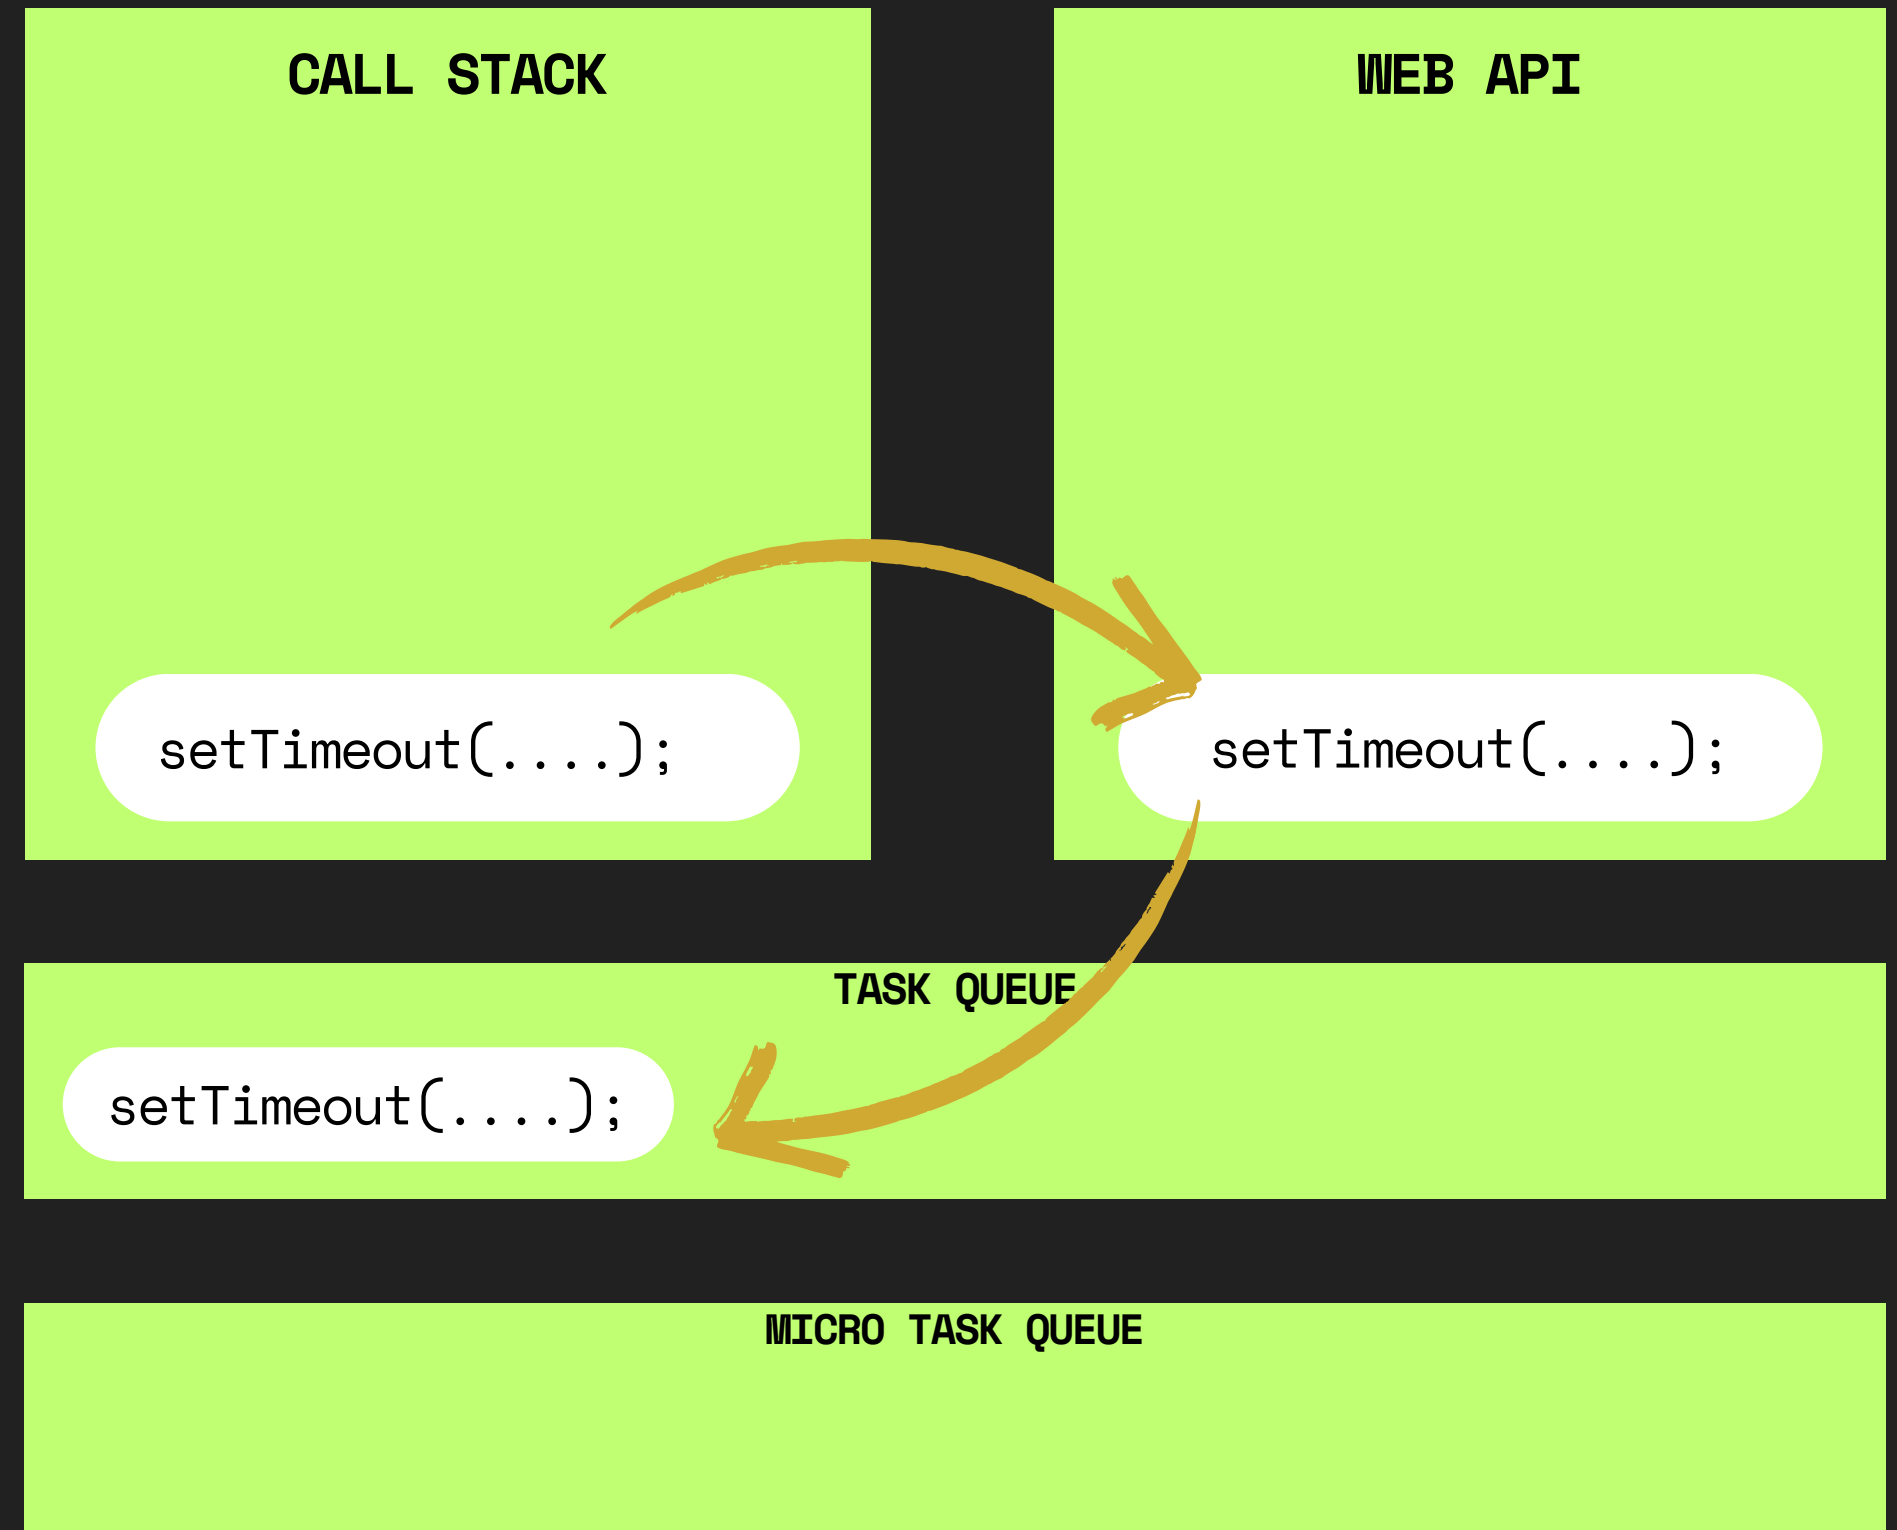 CALL STACK
WEB API
setTimeout(....);
setTimeout(....);
TASK QUEUE
setTimeout(....);
MICRO TASK QUEUE